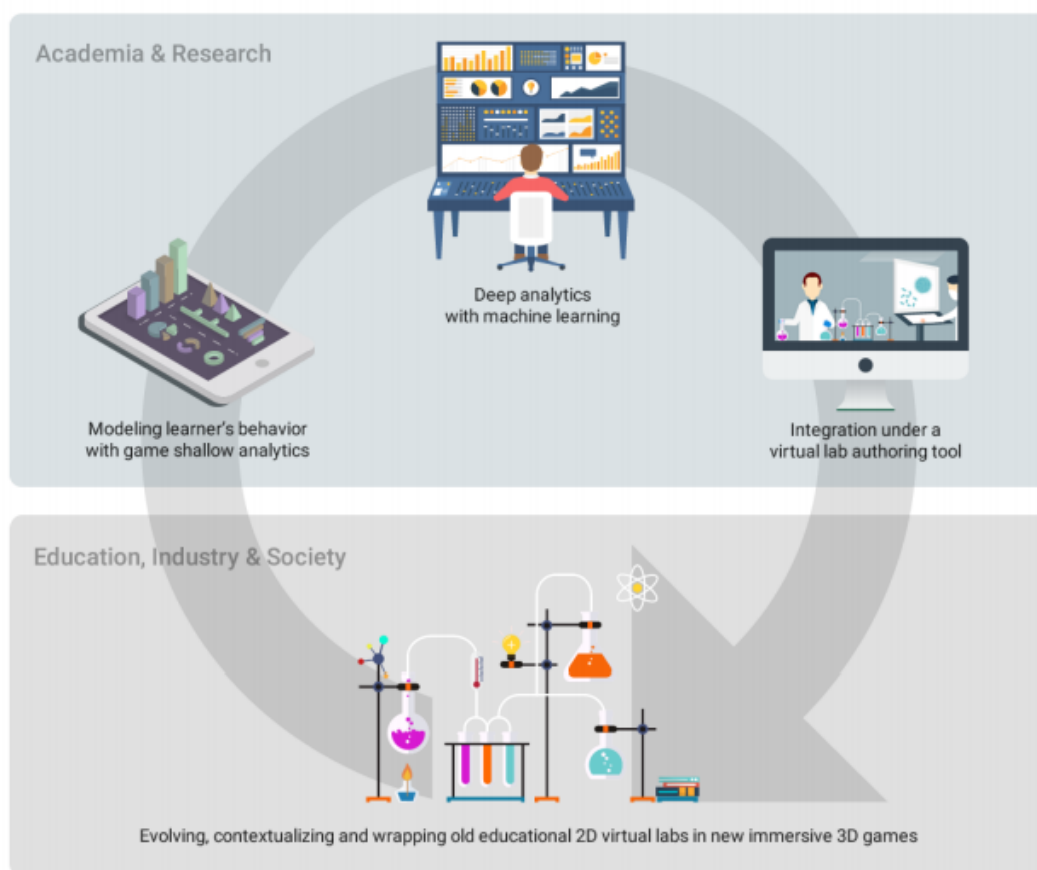 Academia & Research
Deep analytics
with machine learning
Modeling learner's behavior
with game shallow analytics
Integration under a
virtual lab authoring tool
Education, Industry & Society
Evolving, contextualizing and wrapping old educational 2D virtual labs in new immersive 3D games